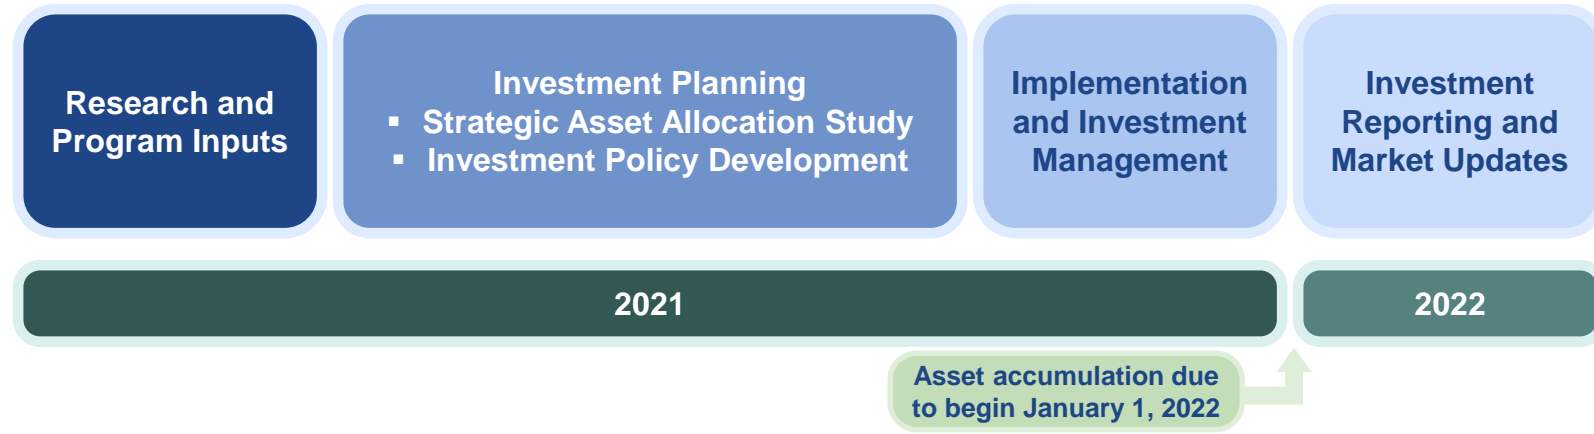 Research and
Program Inputs
Investment Planning
▪ Strategic Asset Allocation Study
▪ Investment Policy Development
Implementation
and Investment
Management
Investment
Reporting and
Market Updates
2021
2022
Asset accumulation due
to begin January 1, 2022